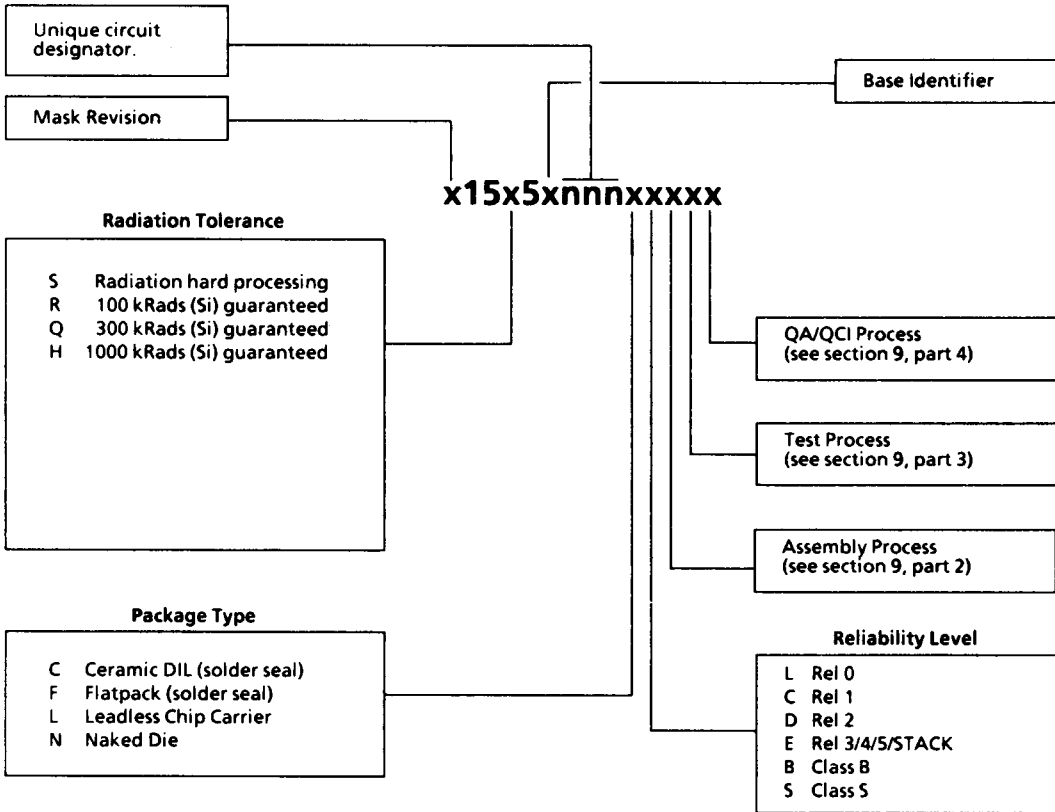 Unique circuit
designator.
Base Identifier
Mask Revision
x15x5xnnnxxxxx
Radiation Tolerance
S Radiation hard processing
R 100 kRads (Si) guaranteed
Q 300 kRads (Si) guaranteed
H 1000 kRads (Si) guaranteed
QA/QCI Process
(see section 9, part 4)
Test Process
(see section 9, part 3)
Assembly Process
(see section 9, part 2)
Package Type
C Ceramic DIL (solder seal)
F Flatpack (solder seal)
L Leadless Chip Carrier
N Naked Die
Reliability Level
L Rel 0
C Rel 1
D Rel 2
E Rel 3/4/5/STACK
B Class B
S Class S